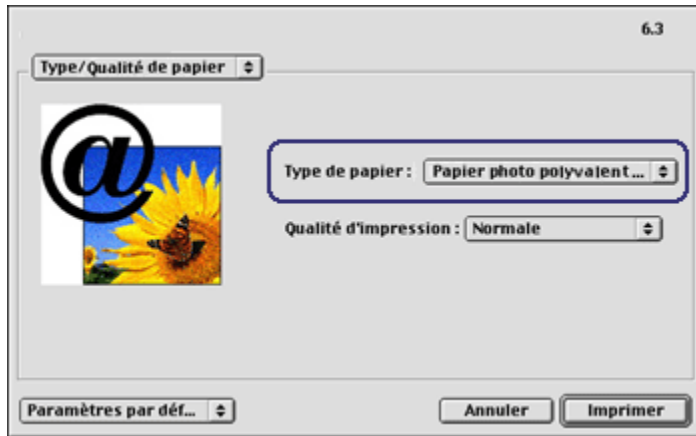 6.3
Type/Qualité de papier
@
Type de papier : Papier photo polyvalent...
Qualité d'impression : Normale
Paramètres par déf... Annuler Imprimer